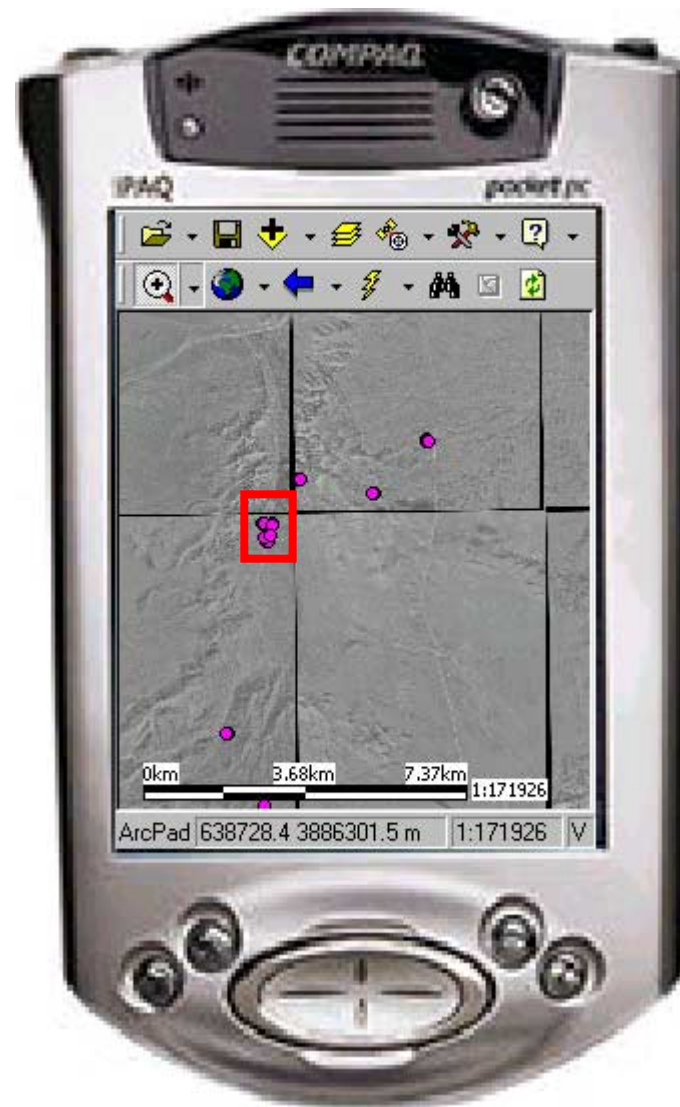 COMPAQ
iPAQ pocket pc
?
0km 3.68km 7.37km 1:171926
ArcPad 638728.4 3886301.5 m 1:171926 V